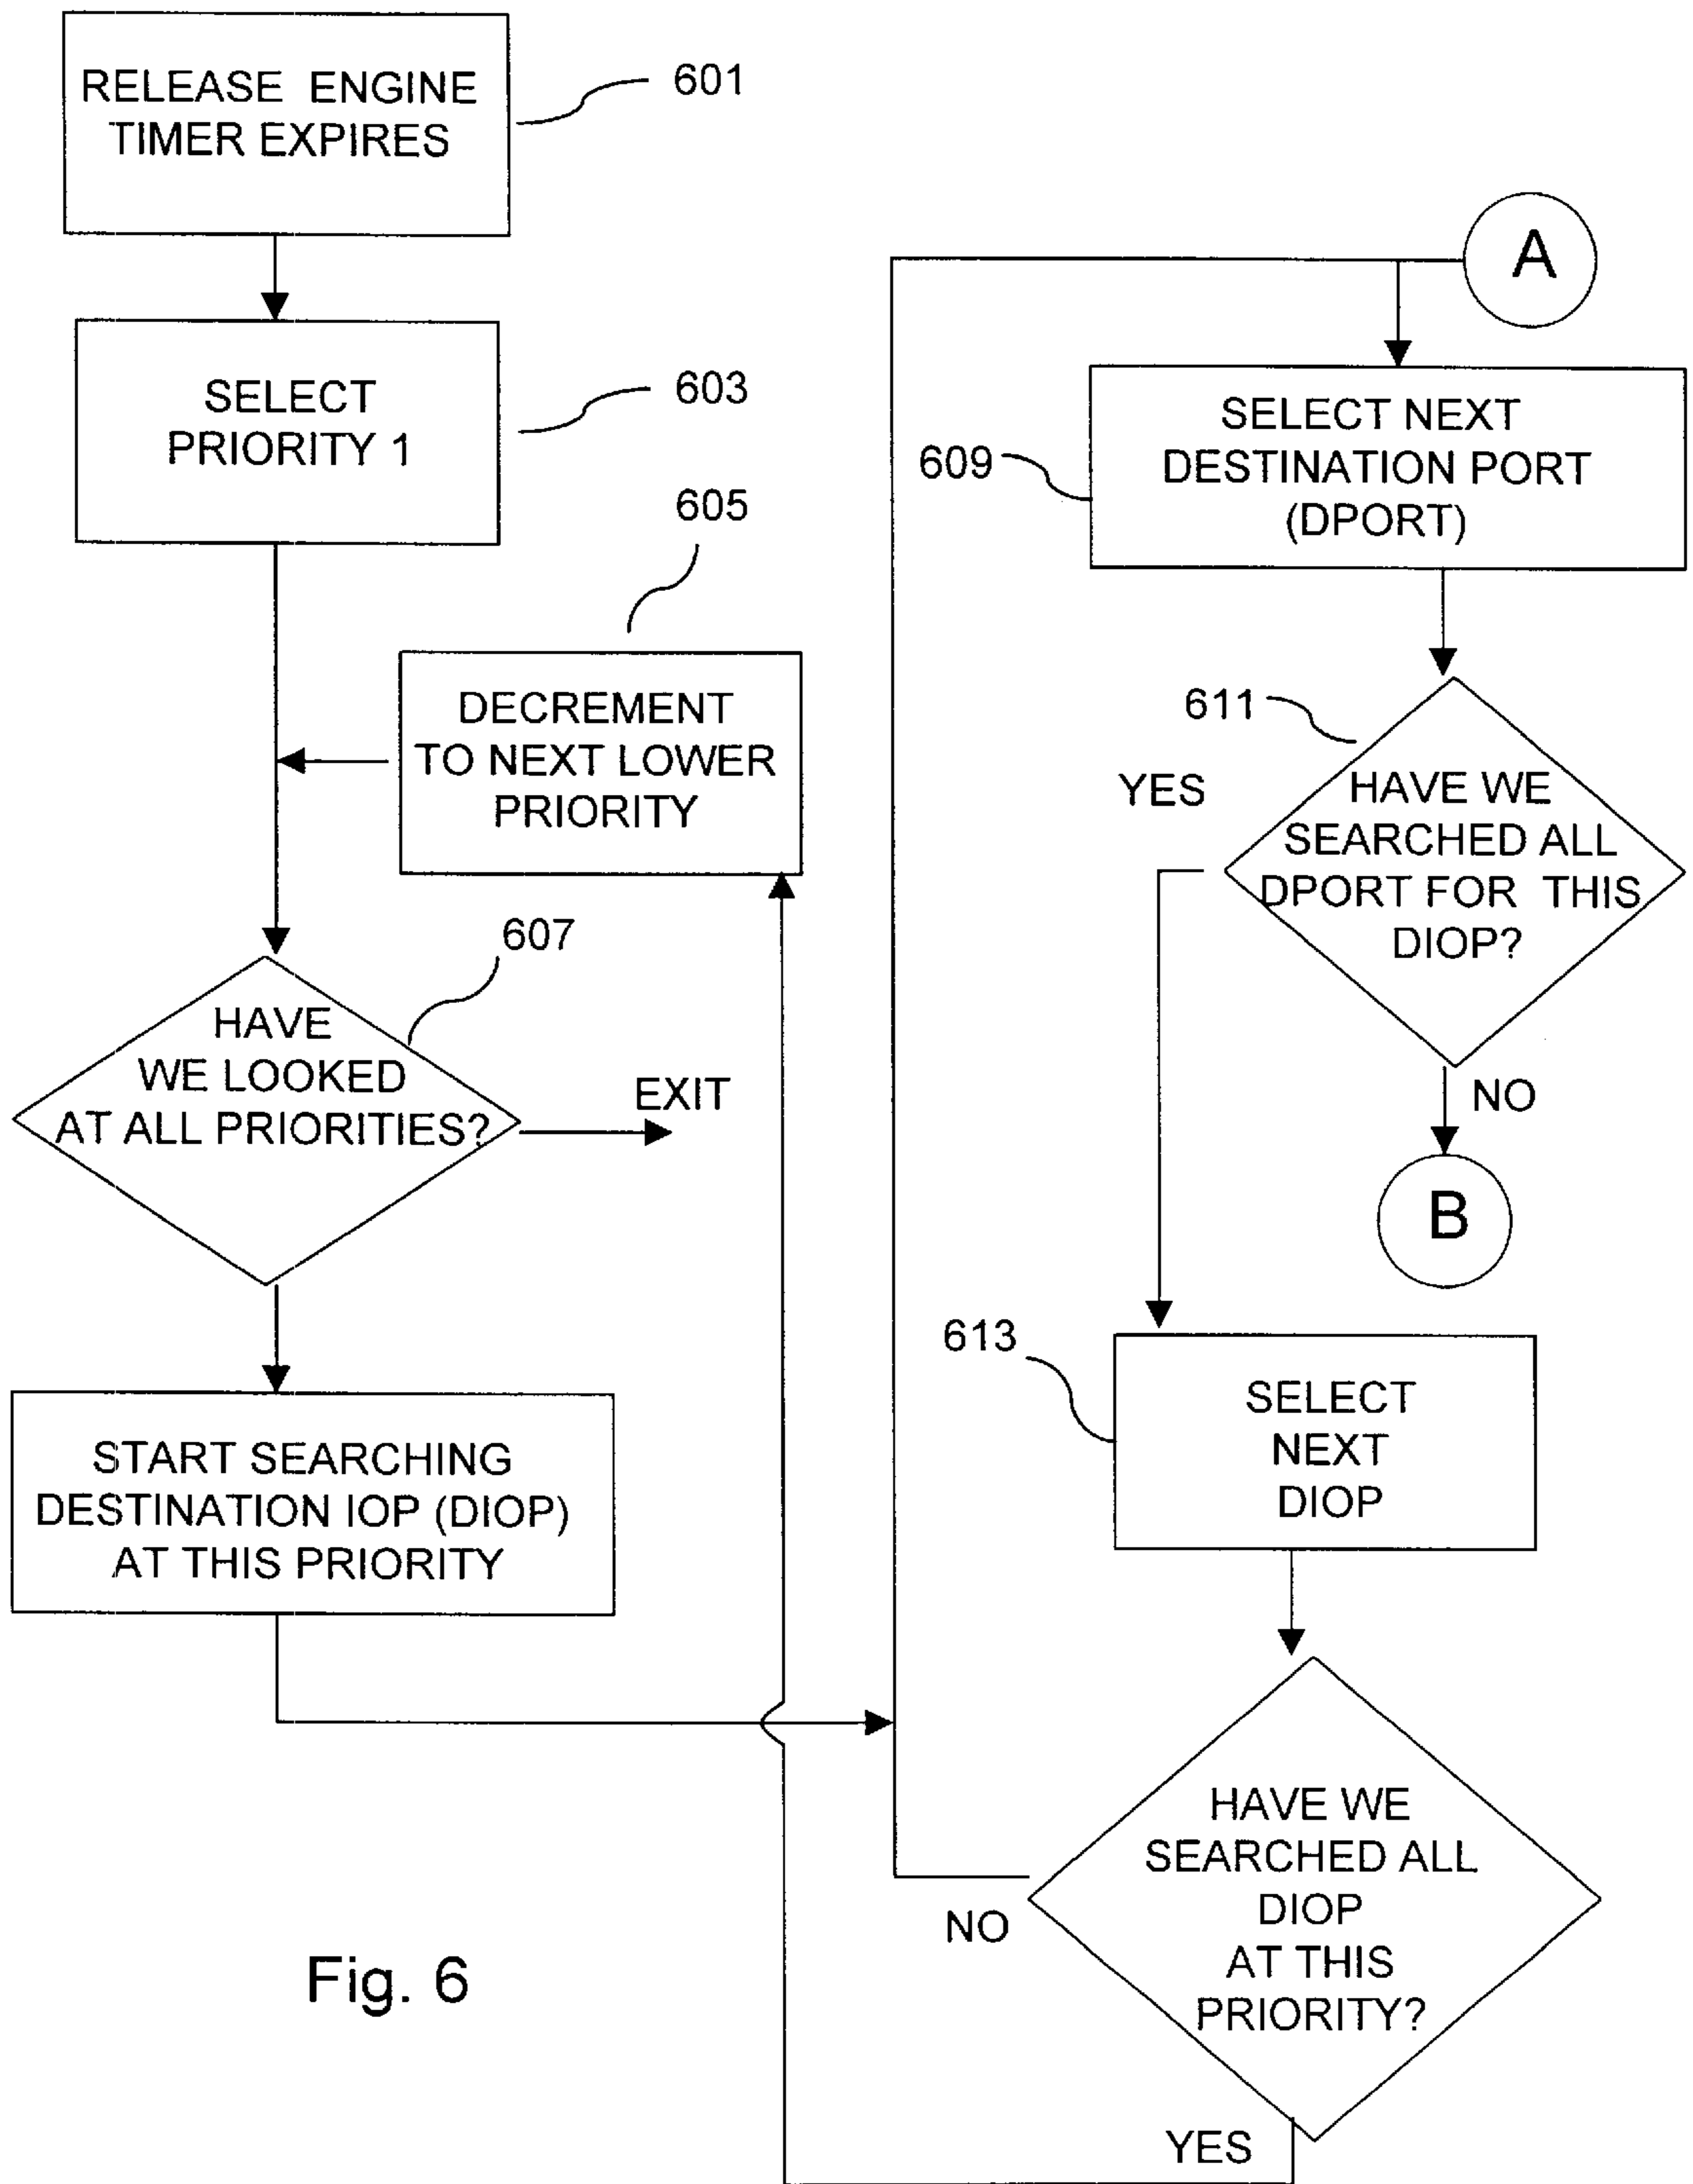 RELEASE ENGINE
TIMER EXPIRES
601
SELECT
PRIORITY 1
603
605
DECREMENT
TO NEXT LOWER
PRIORITY
607
HAVE
WE LOOKED
AT ALL PRIORITIES?
EXIT
START SEARCHING
DESTINATION IOP (DIOP)
AT THIS PRIORITY
A
SELECT NEXT
DESTINATION PORT
(DPORT)
609
611
YES
HAVE WE
SEARCHED ALL
DPORT FOR THIS
DIOP?
NO
B
613
SELECT
NEXT
DIOP
HAVE WE
SEARCHED ALL
DIOP
AT THIS
PRIORITY?
NO
YES
Fig. 6